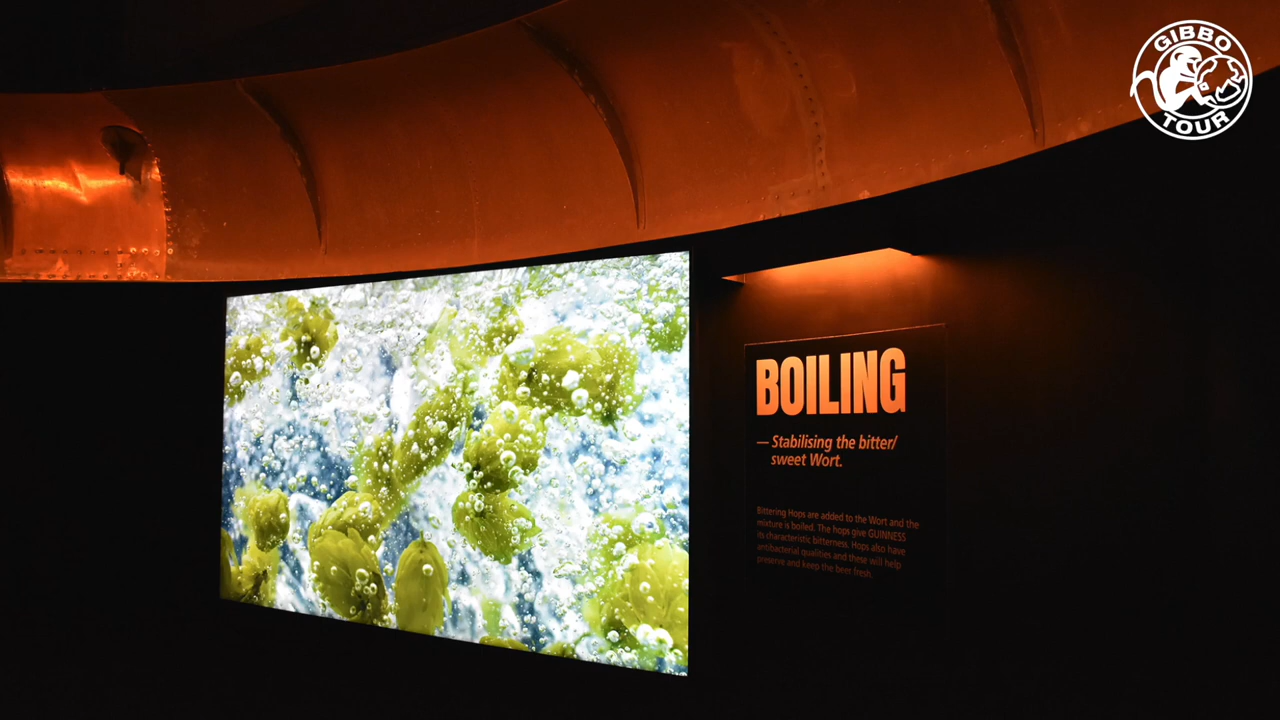 GIBBO
TOUR
BOILING
— Stabilising the bitter/
sweet Wort.
Bittering Hops are added to the Wort and the
mixture is boiled. The hops give GUINNESS
its characteristic bitterness. Hops also have
antibacterial qualities and these will help
preserve and keep the beer fresh.